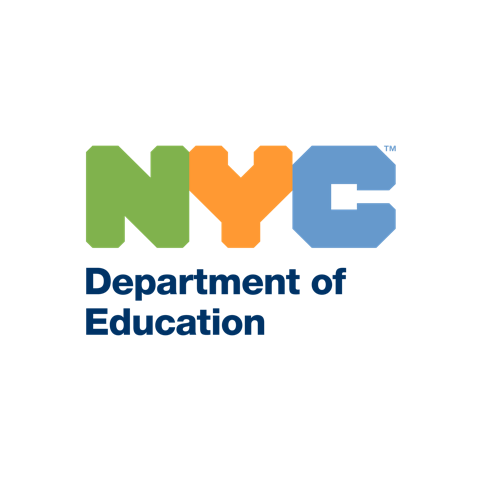 NYC™
Department of
Education